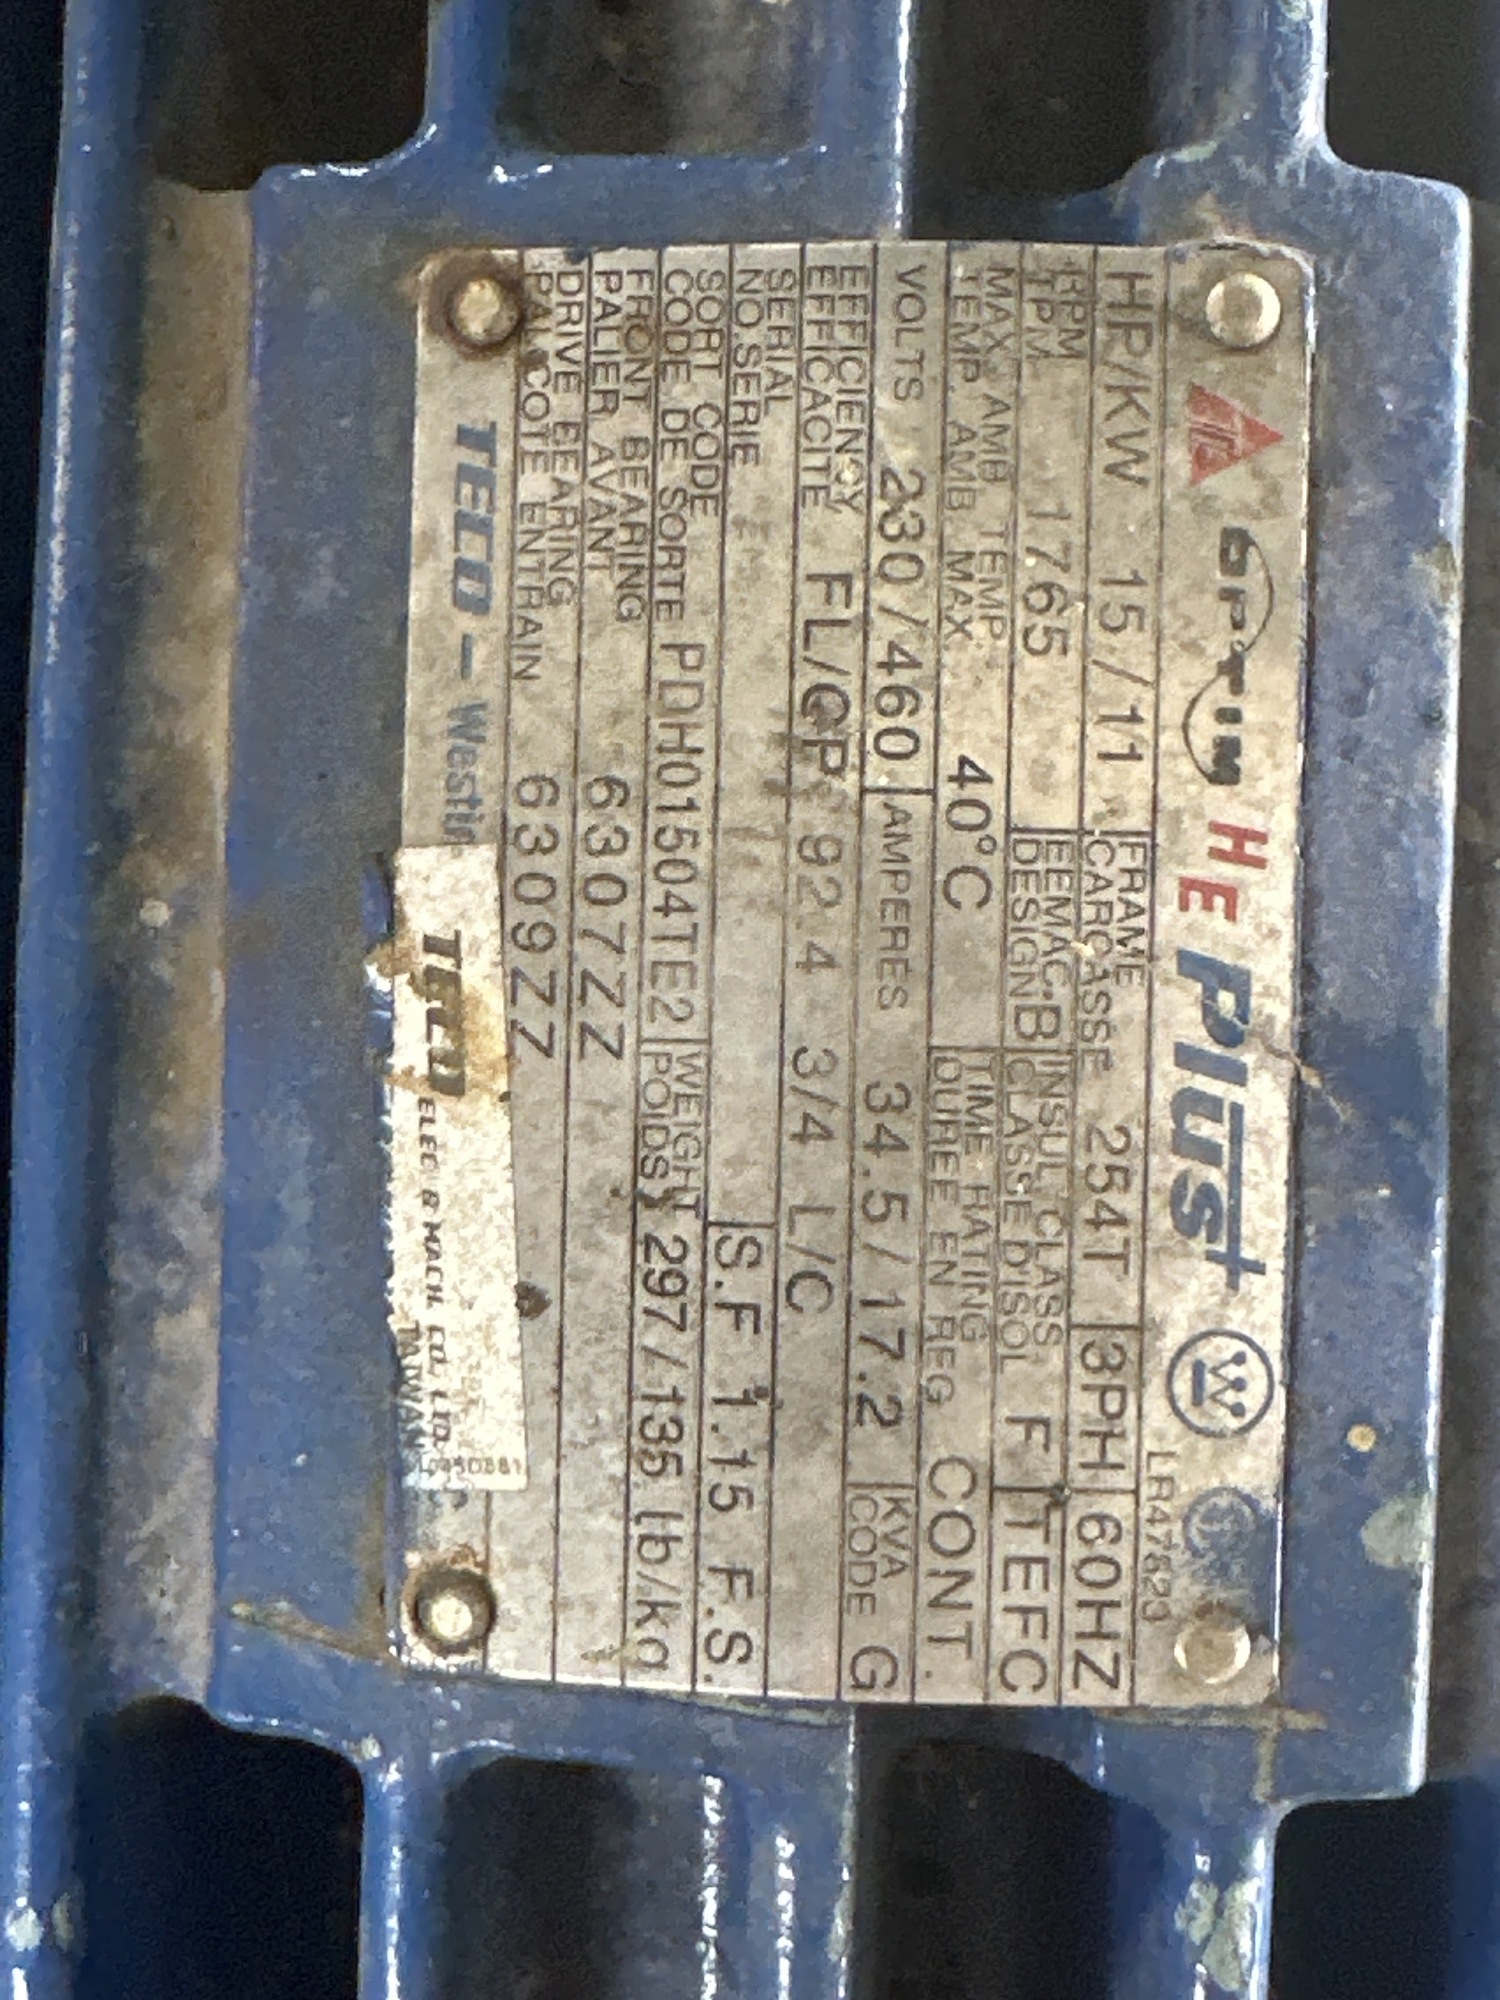 OPTIM HE Plus+ W LR47623
HP/KW 15/11 FRAME CARCASSE 254T 3PH 60HZ
RPM TPM 1765 EEMAC DESIGN B INSUL CLASS CLASSE D'ISOL F TEFC
MAX. AMB. TEMP. TEMP. AMB. MAX. 40°C TIME RATING DUREE EN REG CONT.
VOLTS 230/460 AMPERES 34.5/17.2 KVA CODE G
EFFICIENCY EFFICACITE FL/CP 92.4 3/4 L/C
SERIAL NO.SERIE S.F 1.15 F.S.
SORT CODE CODE DE SORTE PDH01504TE2 WEIGHT POIDS 297/135 lb/kg
FRONT BEARING PALIER AVANT 6307ZZ
DRIVE BEARING PAL COTE ENTRAIN 6309ZZ
TECO - Westin
TECO ELEC & MACH. CO., LTD.
TAIWAN